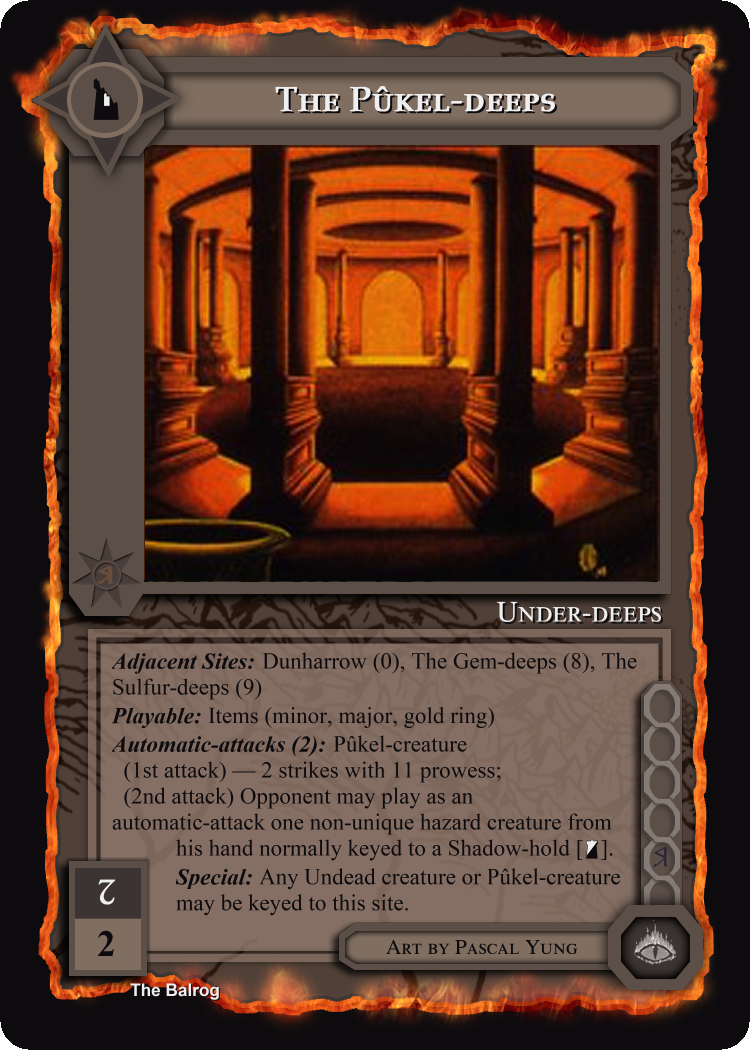 The Pûkel-deeps
Under-deeps
Adjacent Sites: Dunharrow (0), The Gem-deeps (8), The
Sulfur-deeps (9)
Playable: Items (minor, major, gold ring)
Automatic-attacks (2): Pûkel-creature
(1st attack) — 2 strikes with 11 prowess;
(2nd attack) Opponent may play as an
automatic-attack one non-unique hazard creature from
his hand normally keyed to a Shadow-hold [].
Special: Any Undead creature or Pûkel-creature
may be keyed to this site.
2
Art by Pascal Yung
The Balrog